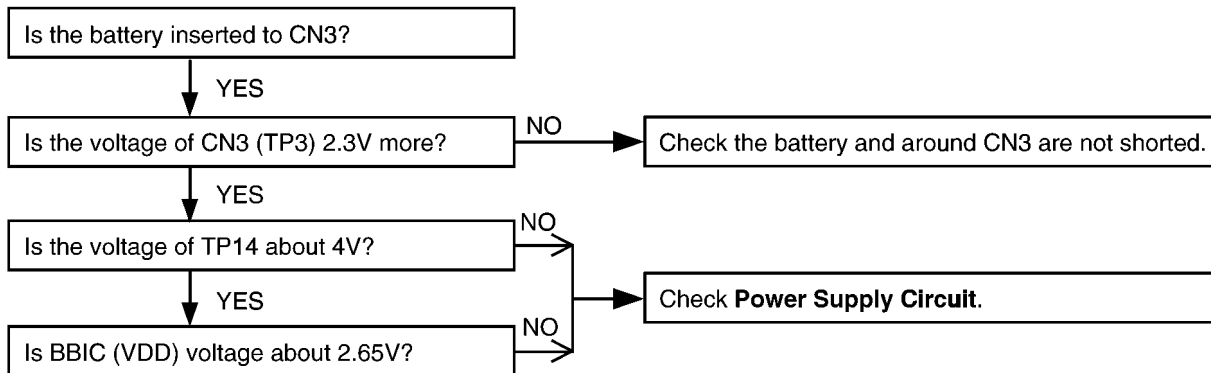 Is the battery inserted to CN3?
YES
Is the voltage of CN3 (TP3) 2.3V more?
NO
Check the battery and around CN3 are not shorted.
YES
Is the voltage of TP14 about 4V?
NO
YES
Check Power Supply Circuit.
Is BBIC (VDD) voltage about 2.65V?
NO